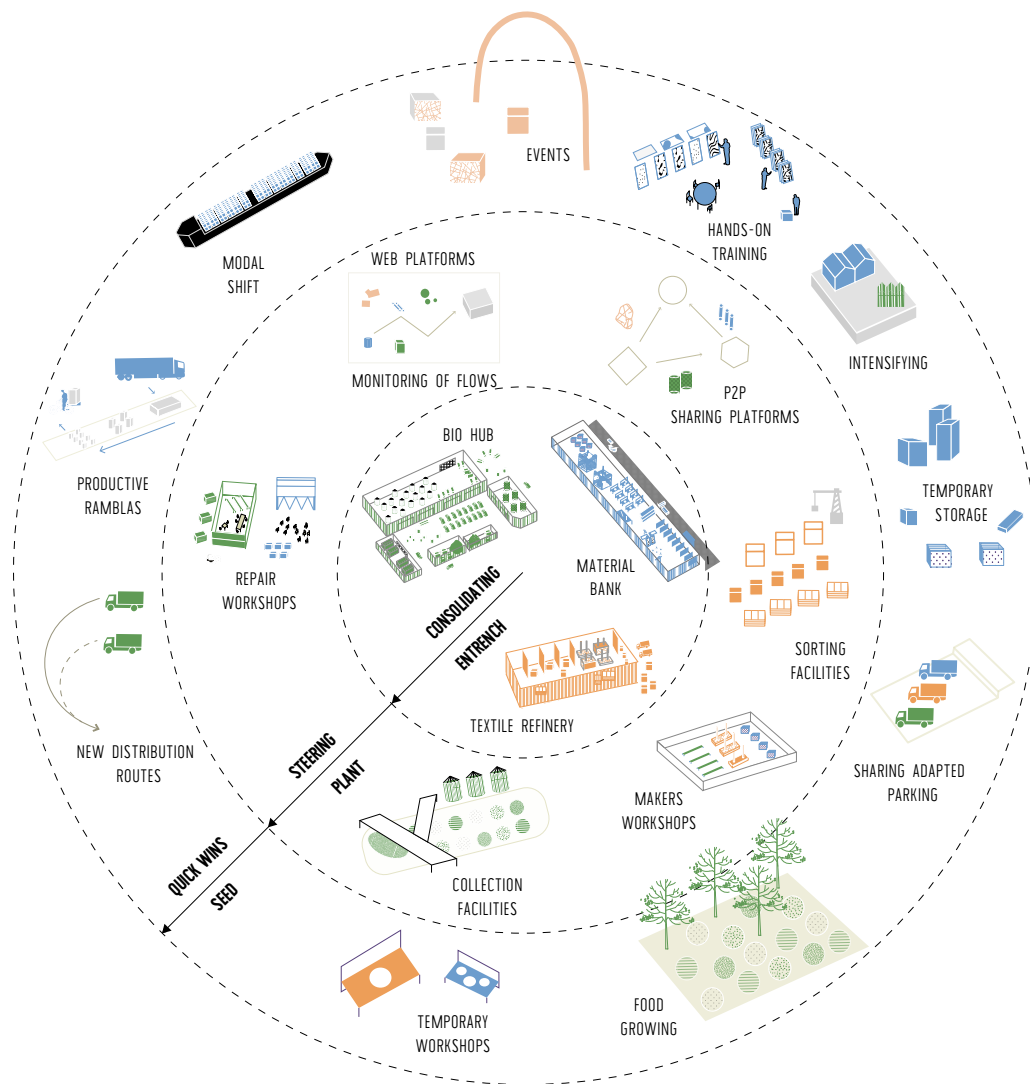 EVENTS
HANDS-ON
TRAINING
MODAL
SHIFT
WEB PLATFORMS
INTENSIFYING
MONITORING OF FLOWS
P2P
SHARING PLATFORMS
BIO HUB
PRODUCTIVE
RAMBLAS
TEMPORARY
STORAGE
REPAIR
WORKSHOPS
MATERIAL
BANK
CONSOLIDATING
ENTRENCH
SORTING
FACILITIES
TEXTILE REFINERY
NEW DISTRIBUTION
ROUTES
STEERING
PLANT
SHARING ADAPTED
PARKING
MAKERS
WORKSHOPS
QUICK WINS
SEED
COLLECTION
FACILITIES
FOOD
GROWING
TEMPORARY
WORKSHOPS